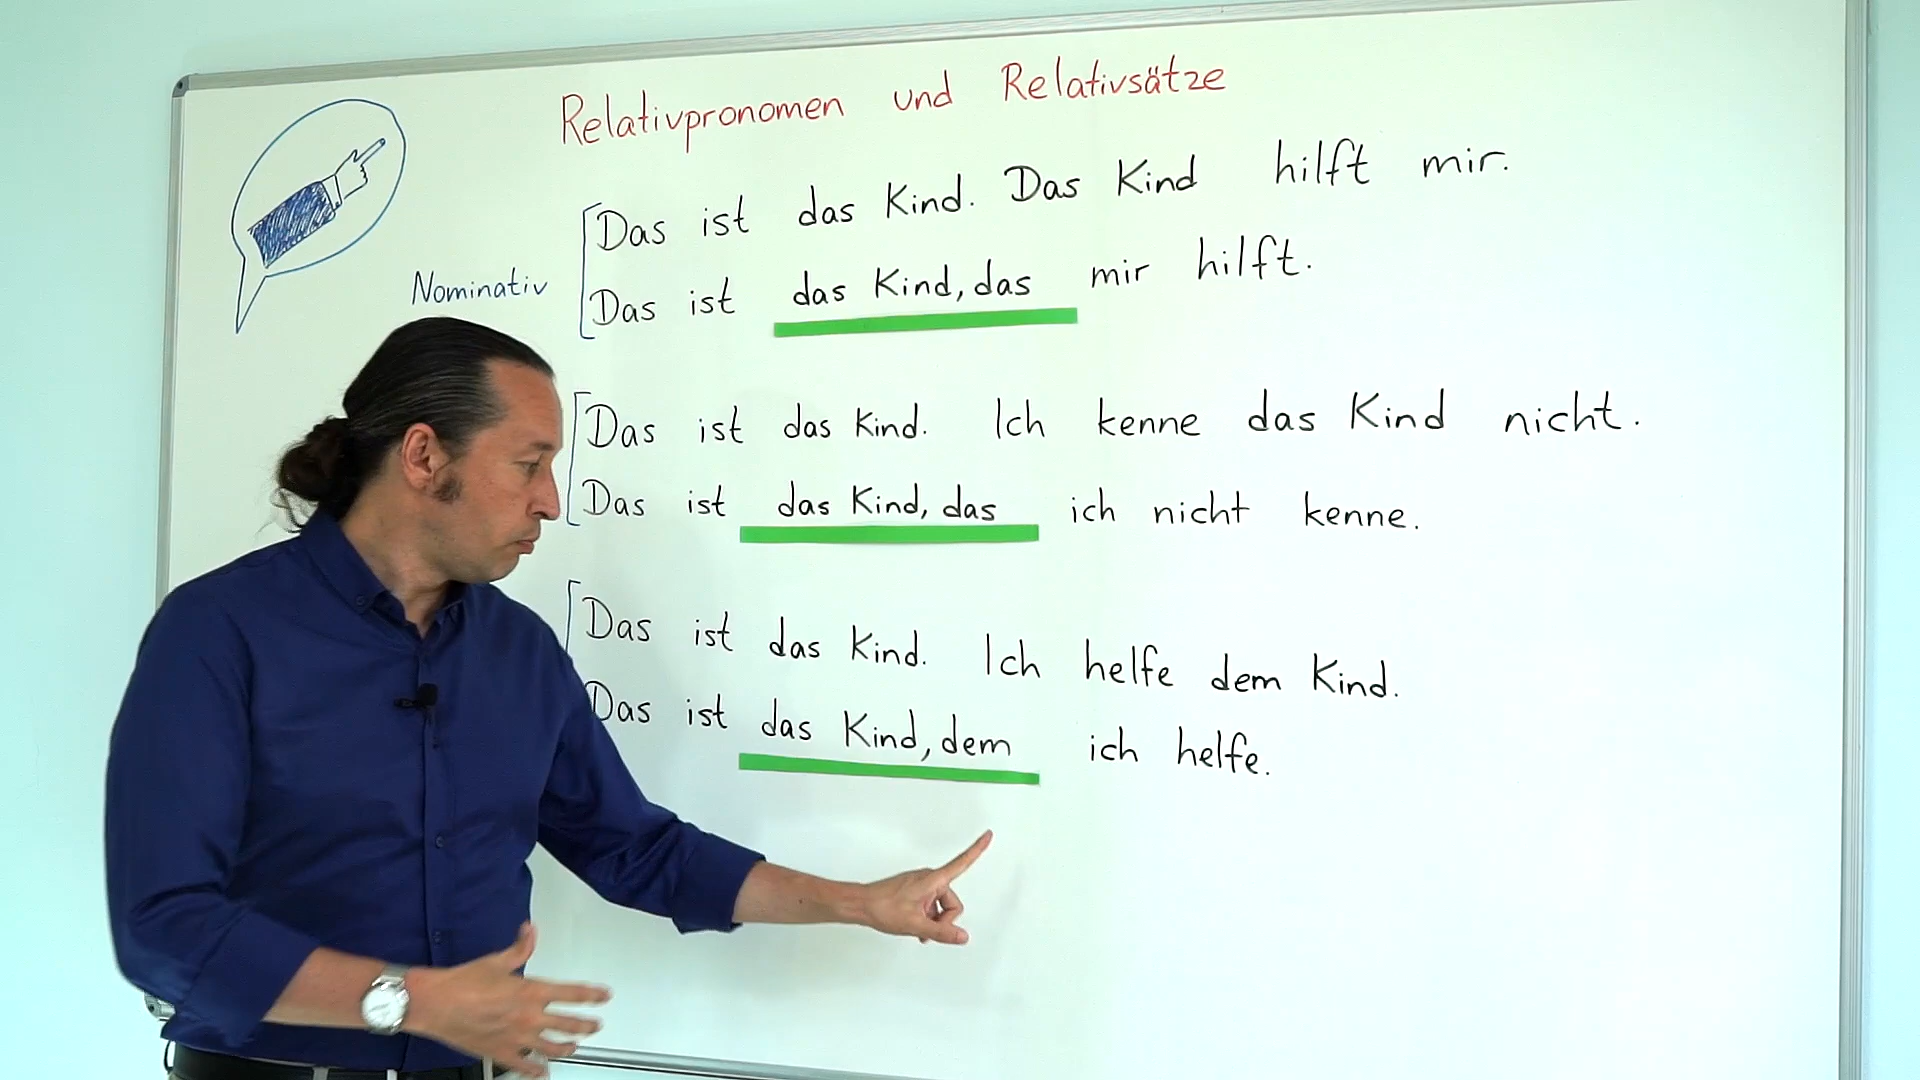 Relativpronomen und Relativsätze
Das ist das Kind. Das Kind hilft mir.
Nominativ
Das ist das Kind, das mir hilft.
Das ist das Kind. Ich kenne das Kind nicht.
Das ist das Kind, das ich nicht kenne.
Das ist das Kind. Ich helfe dem Kind.
Das ist das Kind, dem ich helfe.